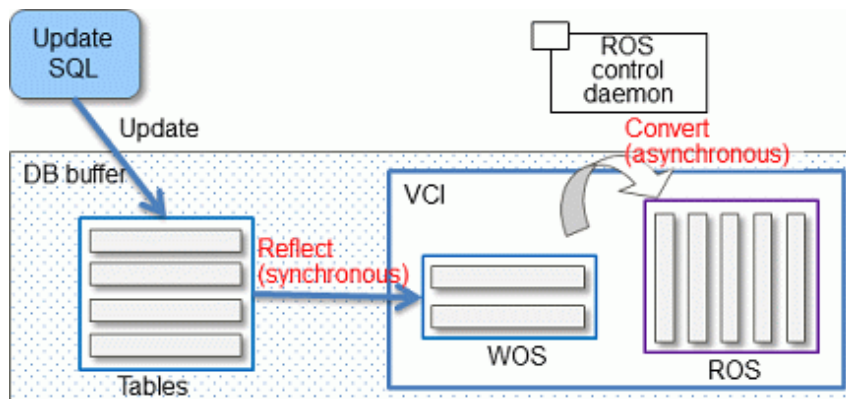 Update
SQL
ROS
control
daemon
Update
Convert
(asynchronous)
DB buffer
VCI
Reflect
(synchronous)
WOS
ROS
Tables